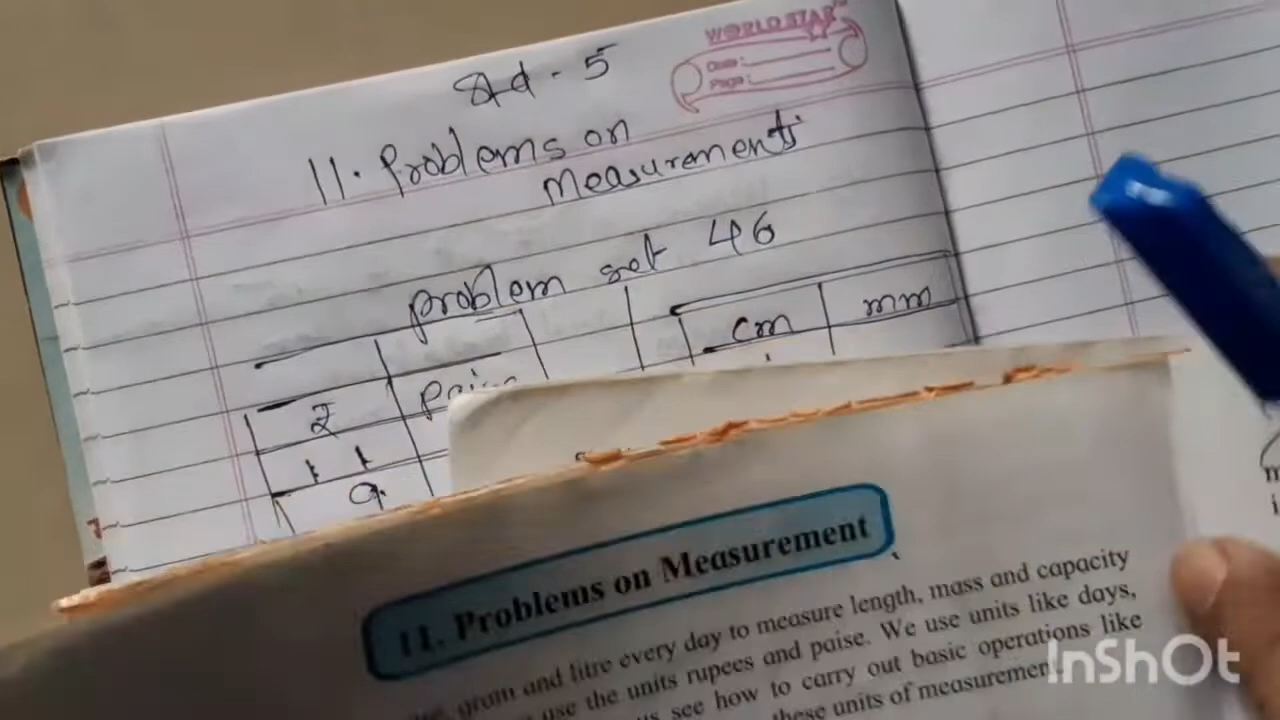 WORLD STAR
Date :
Page :
Std - 5
11. Problems on
Measurements
problem set 46
cm mm
₹
9
11. Problems on Measurement
gram and litre every day to measure length, mass and capacity
use the units rupees and paise. We use units like days,
see how to carry out basic operations like
these units of measurement.
InShOt